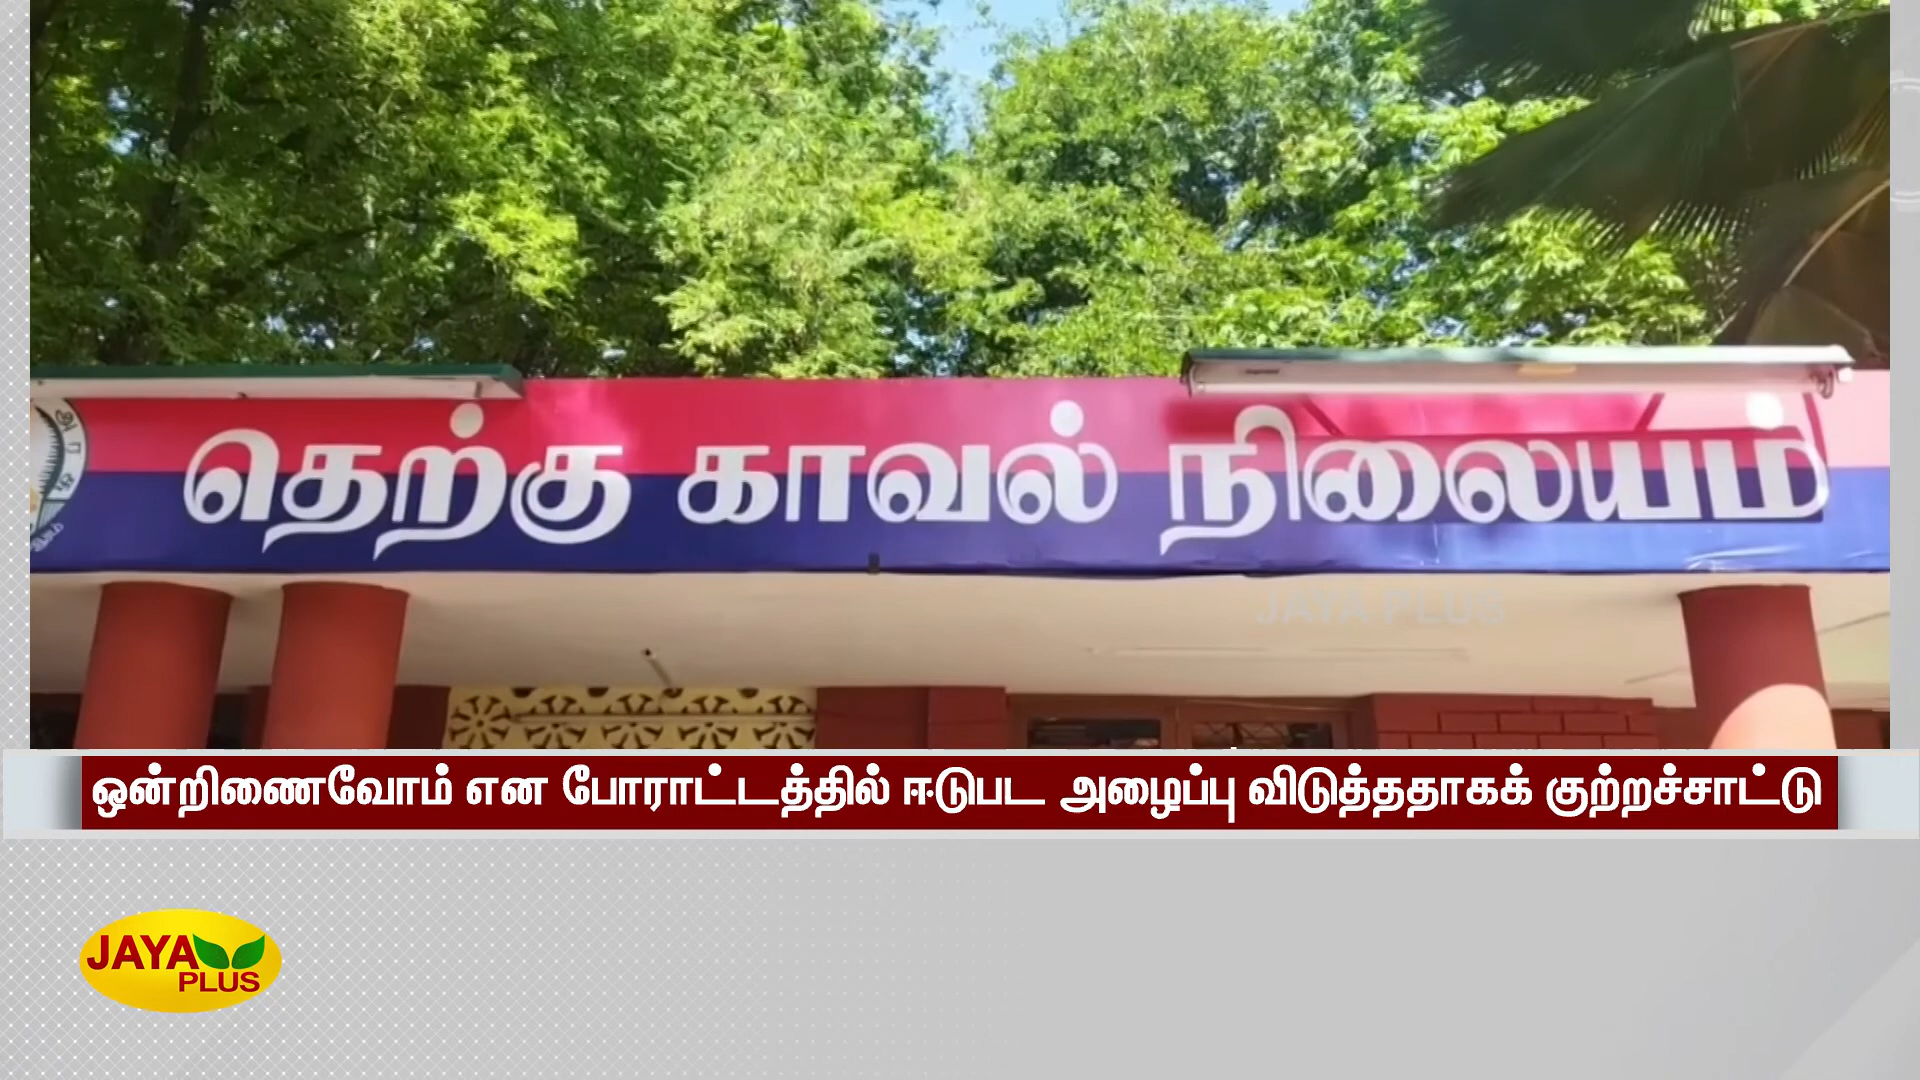 தெற்கு காவல் நிலையம்
JAYA PLUS
ஒன்றிணைவோம் என போராட்டத்தில் ஈடுபட அழைப்பு விடுத்ததாகக் குற்றச்சாட்டு
JAYA
PLUS